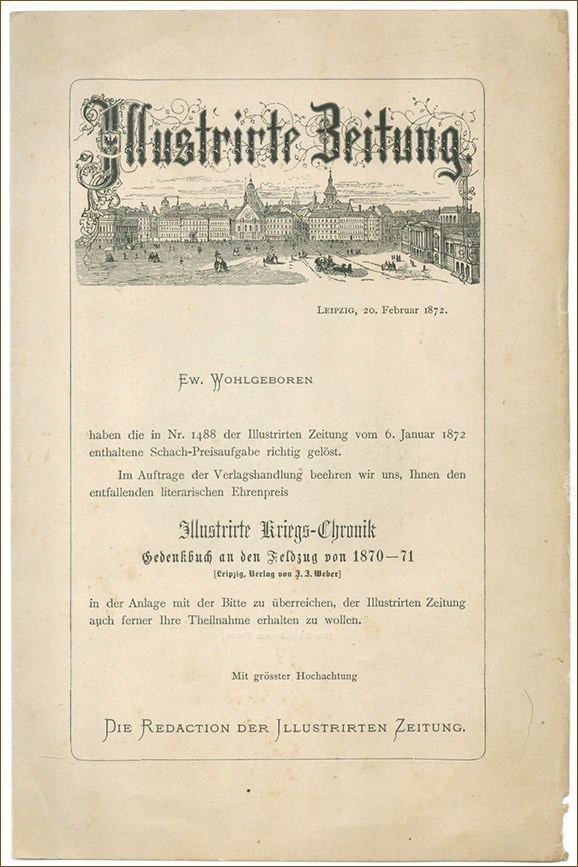 Illustrirte Zeitung.
Leipzig, 20. Februar 1872.
Ew. Wohlgeboren
haben die in Nr. 1488 der Illustrirten Zeitung vom 6. Januar 1872
enthaltene Schach-Preisaufgabe richtig gelöst.
Im Auftrage der Verlagshandlung beehren wir uns, Ihnen den
entfallenden literarischen Ehrenpreis
Illustrirte Kriegs-Chronik
Gedenkbuch an den Feldzug von 1870—71
[Leipzig, Verlag von J. J. Weber]
in der Anlage mit der Bitte zu überreichen, der Illustrirten Zeitung
auch ferner Ihre Theilnahme erhalten zu wollen.
Mit grösster Hochachtung
Die Redaction der Illustrirten Zeitung.